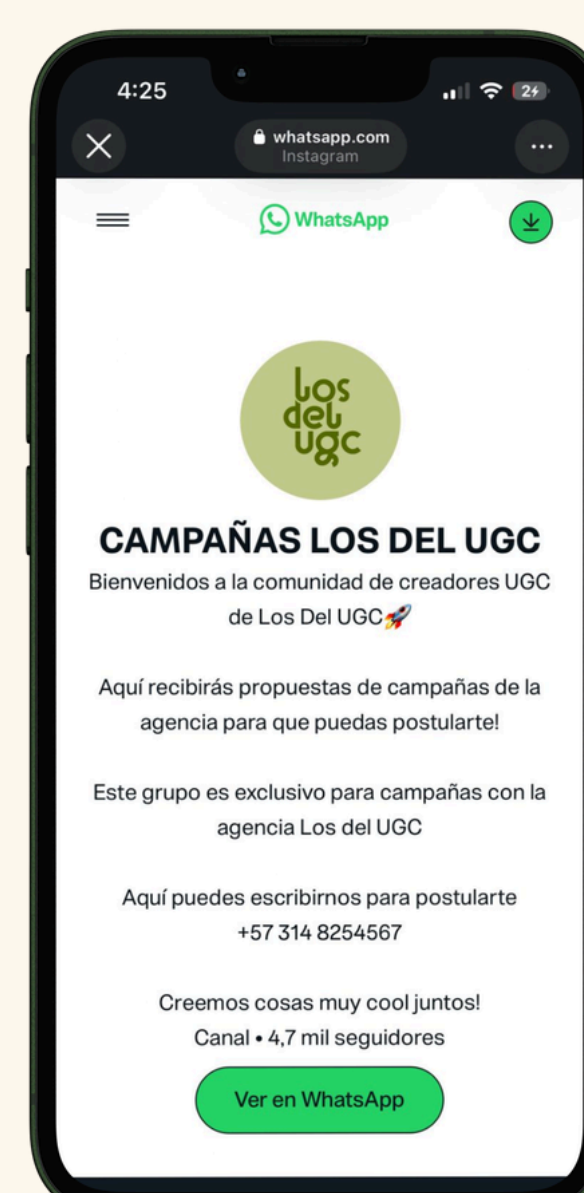 4:25
24
whatsapp.com
Instagram
WhatsApp
los
del
ugc
CAMPAÑAS LOS DEL UGC
Bienvenidos a la comunidad de creadores UGC
de Los Del UGC🚀
Aquí recibirás propuestas de campañas de la
agencia para que puedas postularte!
Este grupo es exclusivo para campañas con la
agencia Los del UGC
Aquí puedes escribirnos para postularte
+57 314 8254567
Creemos cosas muy cool juntos!
Canal • 4,7 mil seguidores
Ver en WhatsApp